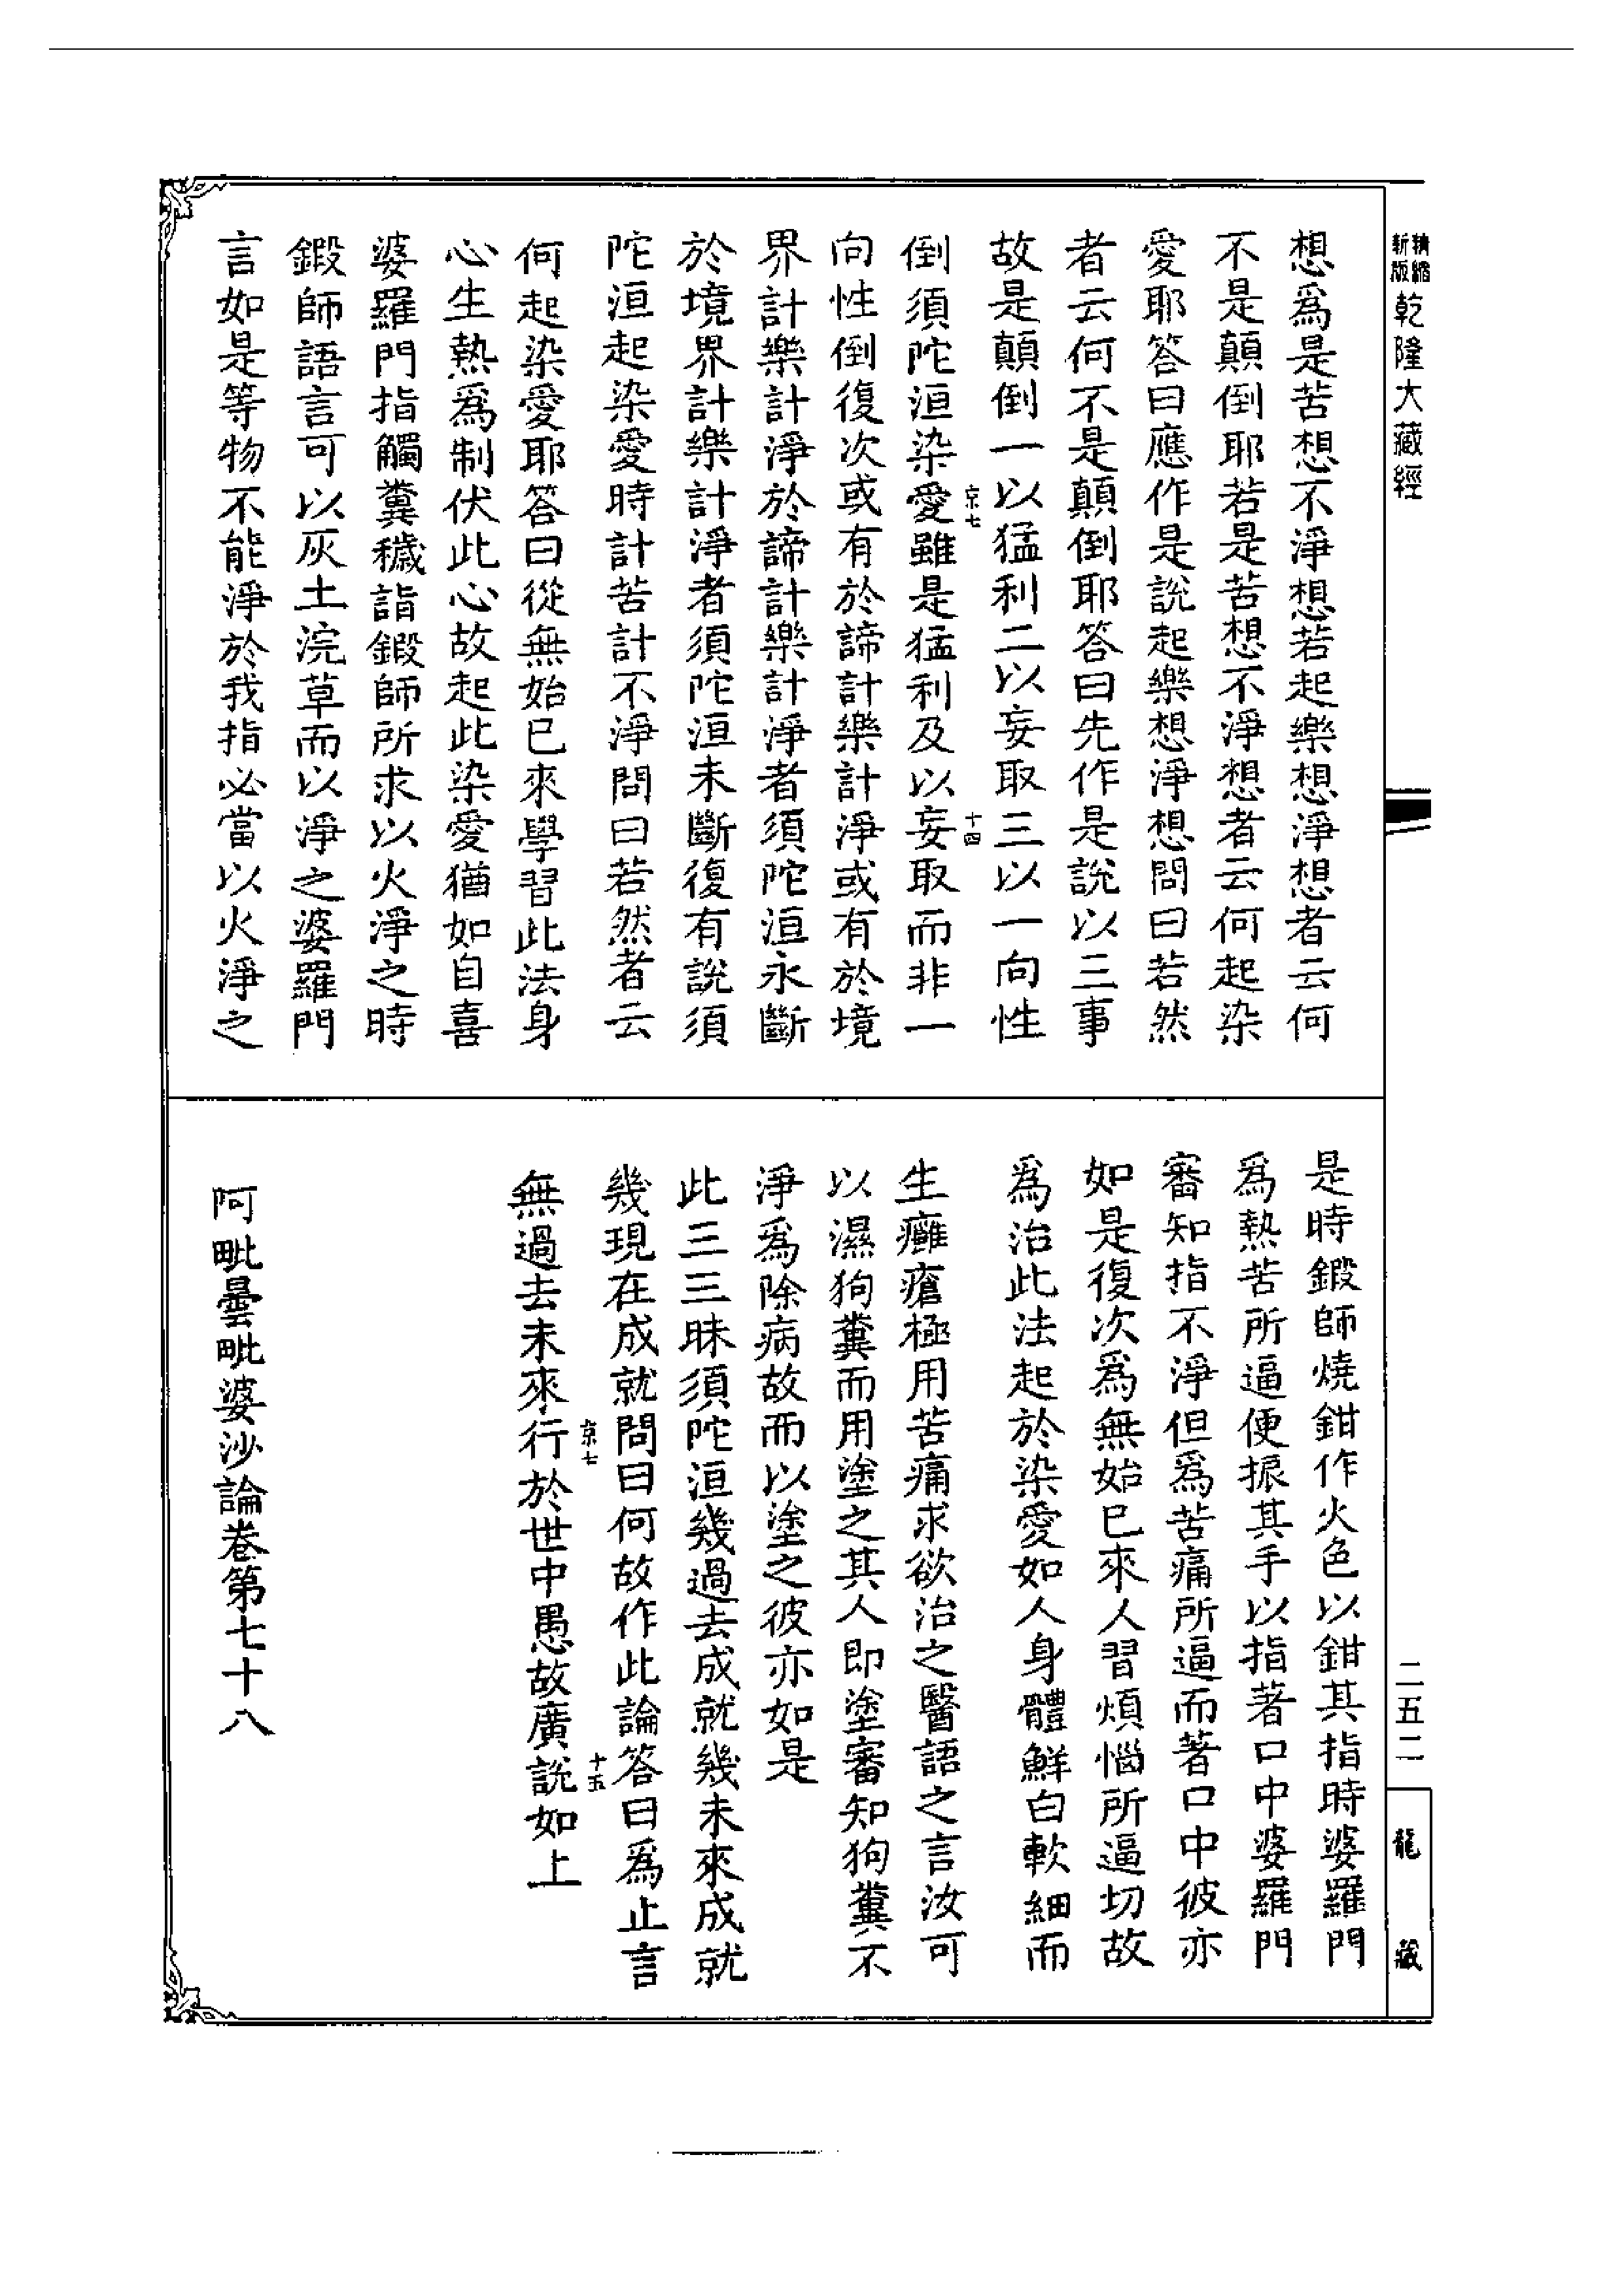 精縮新版乾隆大藏經
二五二
龍藏
想爲是苦想不淨想若起樂想淨想者云何
不是顛倒耶若是苦想不淨想者云何起染
愛耶答曰應作是說起樂想淨想問曰若然
者云何不是顛倒耶答曰先作是說以三事
故是顛倒一以猛利二以妄取三以一向性
京七
十四
倒須陀洹染愛雖是猛利及以妄取而非一
向性倒復次或有於諦計樂計淨或有於境
界計樂計淨於諦計樂計淨者須陀洹永斷
於境界計樂計淨者須陀洹未斷復有說須
陀洹起染愛時計苦計不淨問曰若然者云
何起染愛耶答曰從無始已來學習此法身
心生熱爲制伏此心故起此染愛猶如自喜
婆羅門指觸糞穢詣鍛師所求以火淨之時
鍛師語言可以灰土浣草而以淨之婆羅門
言如是等物不能淨於我指必當以火淨之
是時鍛師燒鉗作火色以鉗其指時婆羅門
爲熱苦所逼便振其手以指著口中婆羅門
審知指不淨但爲苦痛所逼而著口中彼亦
如是復次爲無始已來人習煩惱所逼切故
爲治此法起於染愛如人身體鮮白軟細而
生癰瘡極用苦痛求欲治之醫語之言汝可
以濕狗糞而用塗之其人即塗審知狗糞不
淨爲除病故而以塗之彼亦如是
此三三昧須陀洹幾過去成就幾未來成就
幾現在成就問曰何故作此論答曰爲止言
京七
十五
無過去未來行於世中愚故廣說如上
阿毗曇毗婆沙論卷第七十八